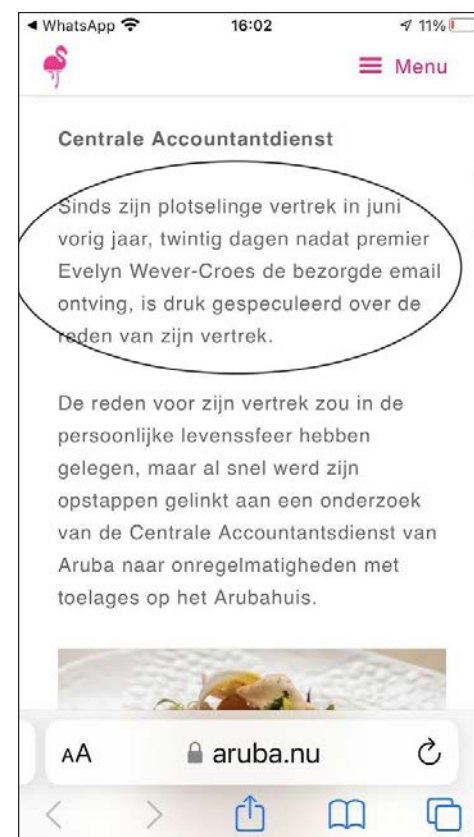 WhatsApp
16:02
11%
Menu
Centrale Accountantdienst
Sinds zijn plotselinge vertrek in juni
vorig jaar, twintig dagen nadat premier
Evelyn Wever-Croes de bezorgde email
ontving, is druk gespeculeerd over de
reden van zijn vertrek.
De reden voor zijn vertrek zou in de
persoonlijke levenssfeer hebben
gelegen, maar al snel werd zijn
opstappen gelinkt aan een onderzoek
van de Centrale Accountantsdienst van
Aruba naar onregelmatigheden met
toelages op het Arubahuis.
AA
aruba.nu